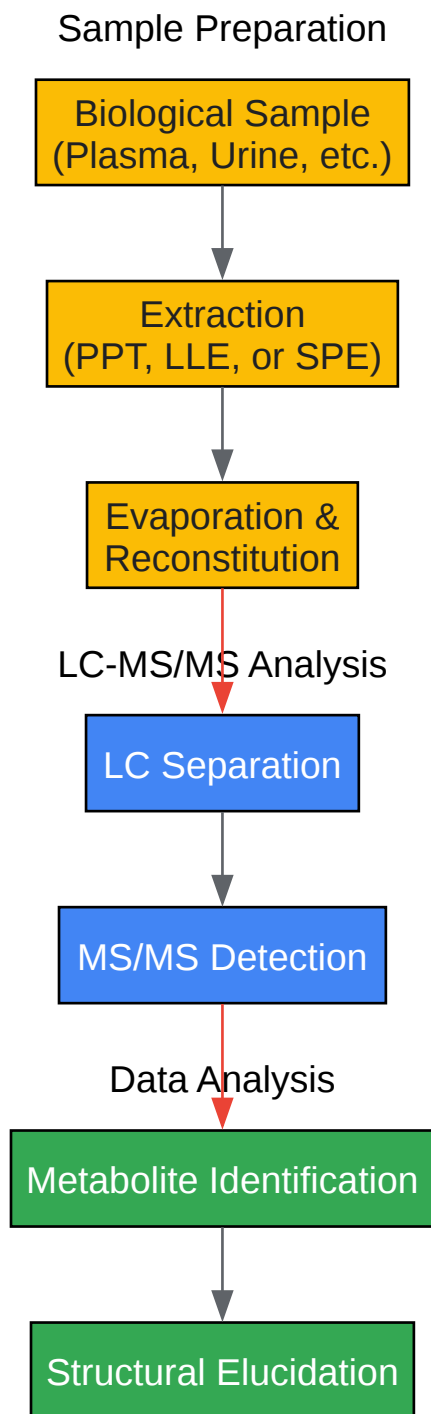 Sample Preparation
Biological Sample
(Plasma, Urine, etc.)
Extraction
(PPT, LLE, or SPE)
Evaporation &
Reconstitution
LC-MS/MS Analysis
LC Separation
MS/MS Detection
Data Analysis
Metabolite Identification
Structural Elucidation